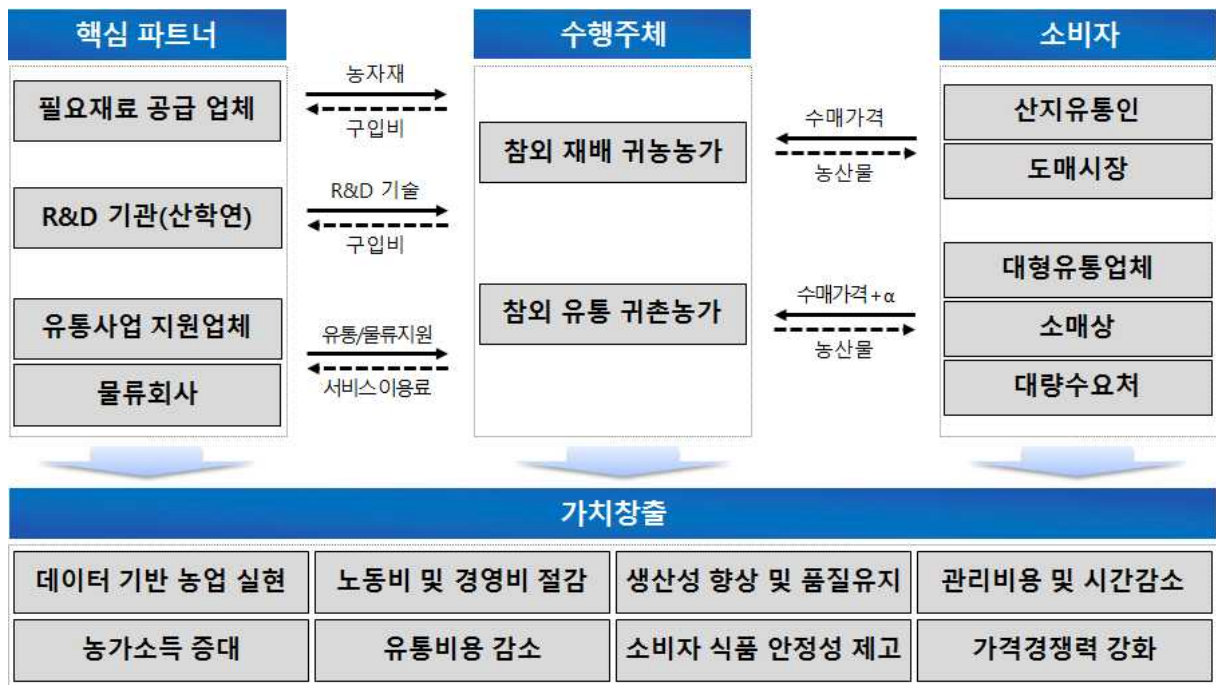 핵심 파트너
필요재료 공급 업체
R&D 기관(산학연)
유통사업 지원업체
물류회사
농자재
구입비
R&D 기술
구입비
유통/물류지원
서비스이용료
수행주체
참외 재배 귀농농가
참외 유통 귀촌농가
수매가격
농산물
수매가격+α
농산물
소비자
산지유통인
도매시장
대형유통업체
소매상
대량수요처
가치창출
데이터 기반 농업 실현
노동비 및 경영비 절감
생산성 향상 및 품질유지
관리비용 및 시간감소
농가소득 증대
유통비용 감소
소비자 식품 안정성 제고
가격경쟁력 강화